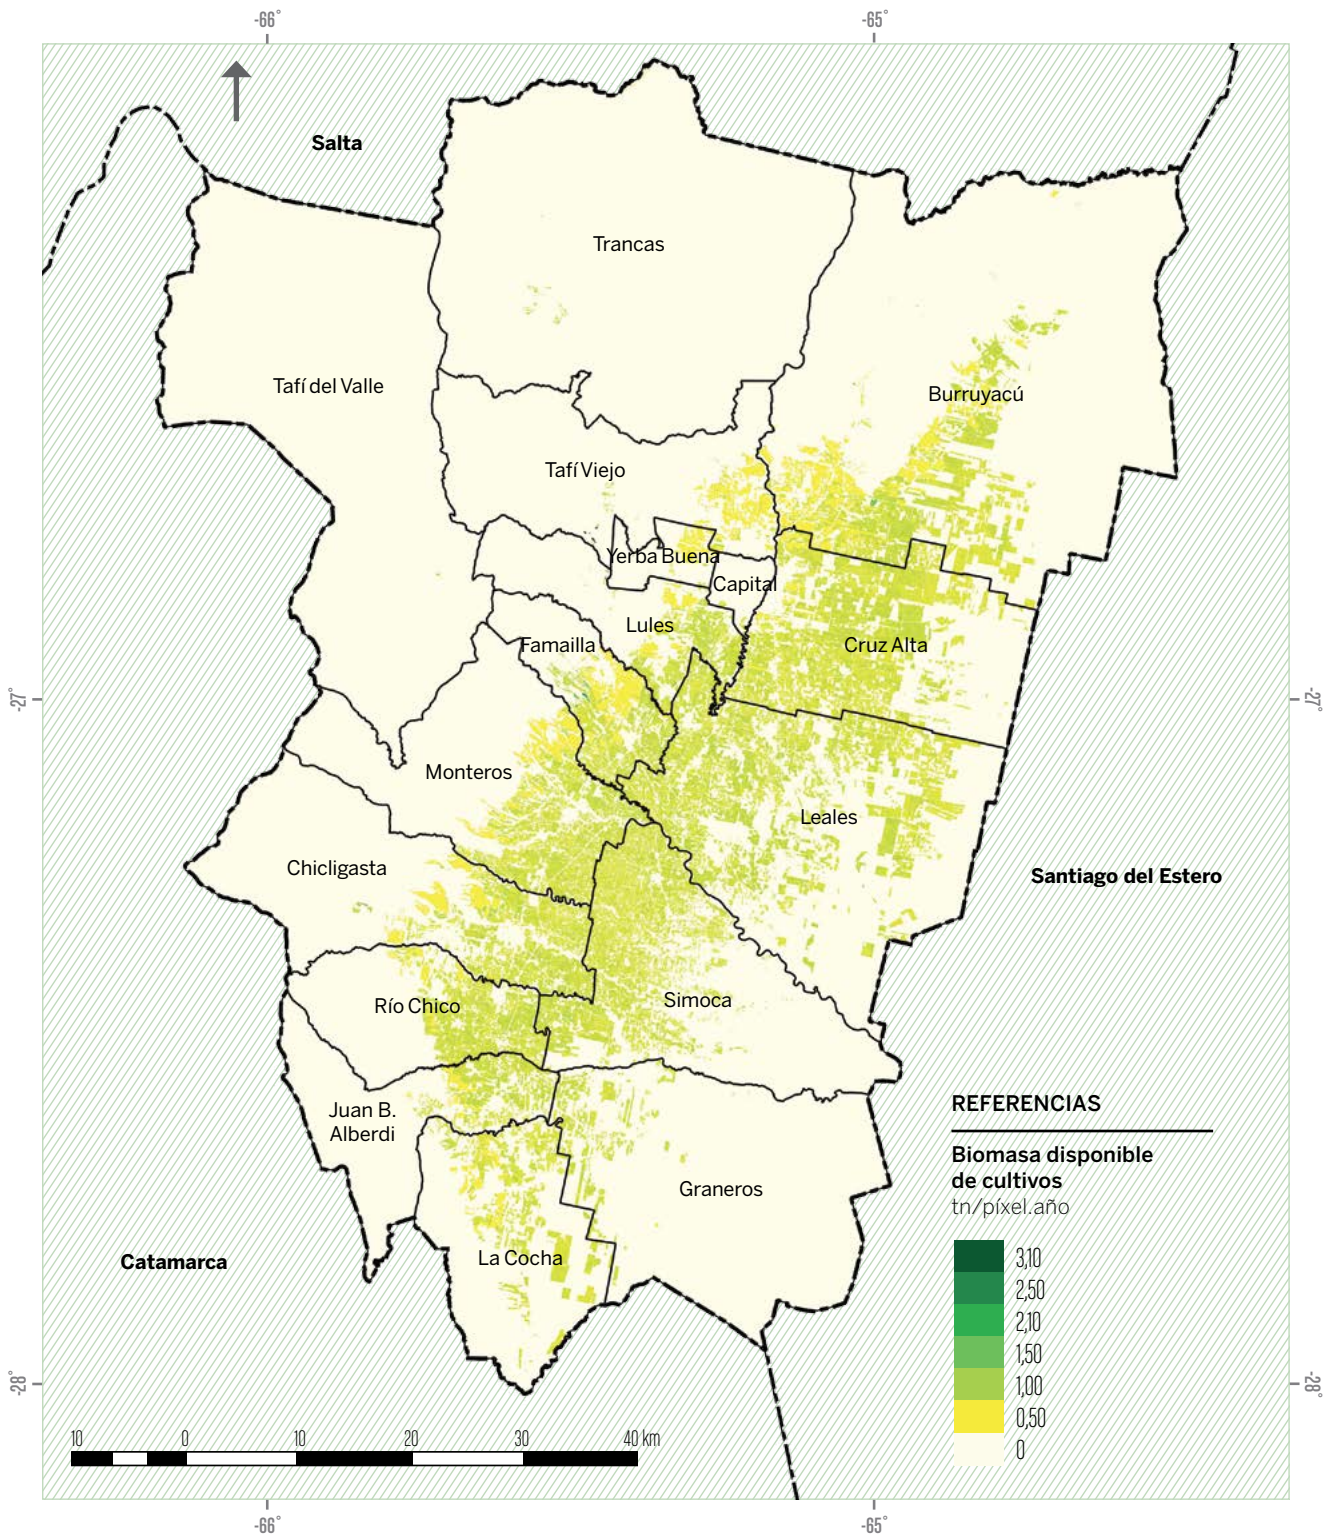 -66°
-65°
Salta
Trancas
Tafí del Valle
Burruyacú
Tafí Viejo
Yerba Buena
Capital
Lules
Famailla
Cruz Alta
-27°
-27°
Monteros
Leales
Chicligasta
Santiago del Estero
Simoca
Río Chico
REFERENCIAS
Juan B.
Alberdi
Biomasa disponible
de cultivos
tn/píxel.año
Graneros
Catamarca
La Cocha
3,10
2,50
2,10
1,50
1,00
0,50
0
-28°
-28°
10 0 10 20 30 40 km
-66°
-65°